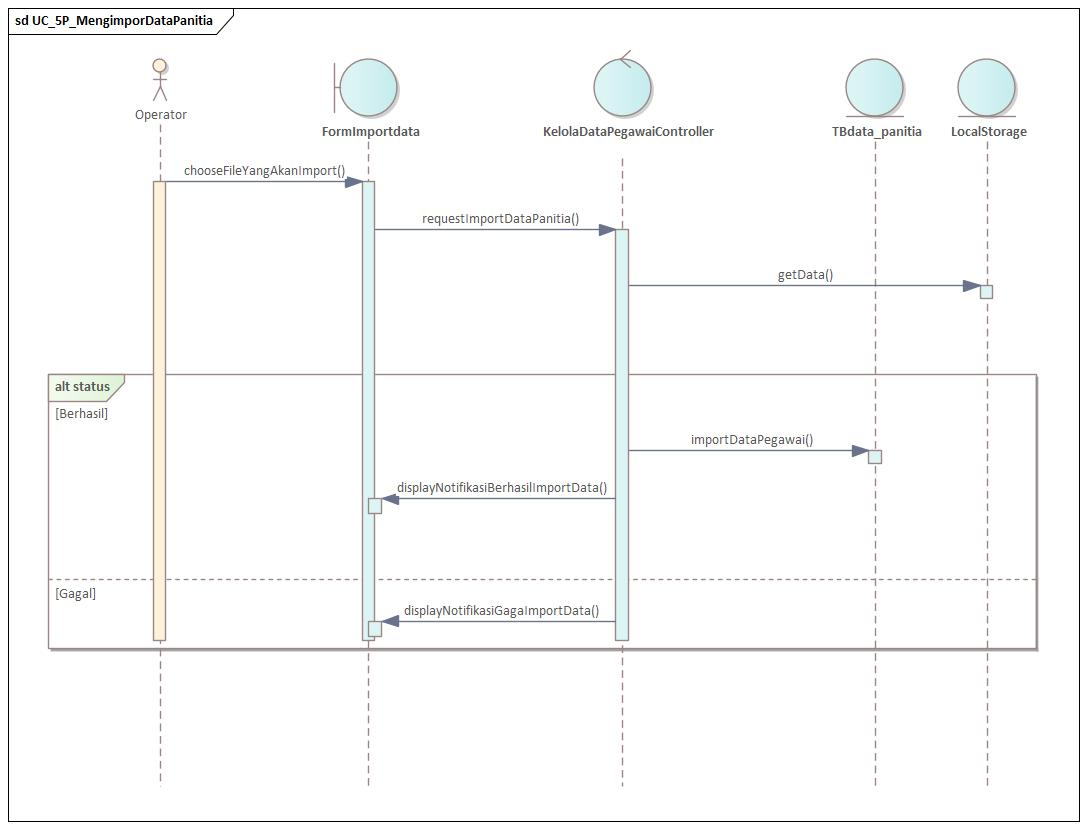 sd UC_5P_MengimporDataPanitia
Operator
FormImportdata
KelolaDataPegawaiController
TBdata_panitia
LocalStorage
chooseFileYangAkanImport()
requestImportDataPanitia()
getData()
alt status
[Berhasil]
importDataPegawai()
displayNotifikasiBerhasilImportData()
[Gagal]
displayNotifikasiGagaImportData()